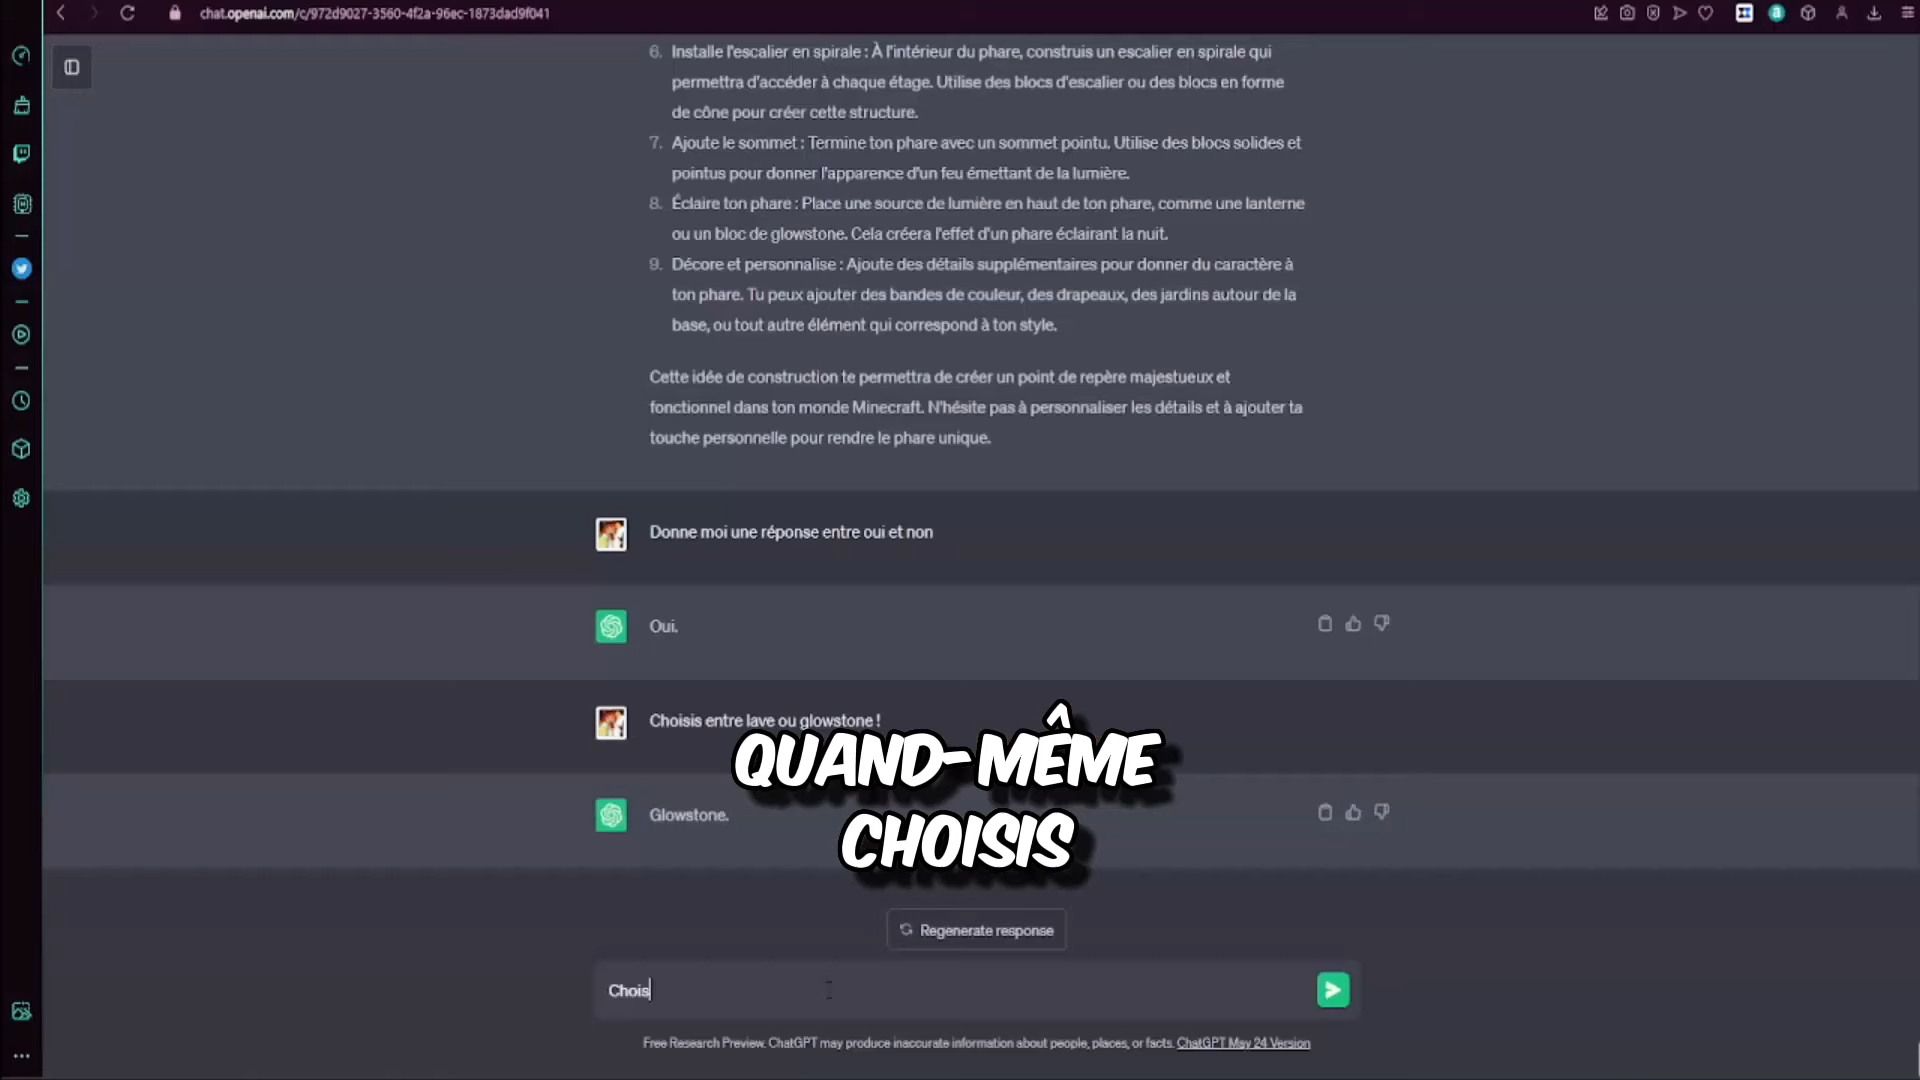 chat.openai.com/c/972d9027-3560-4f2a-96ec-1873dad9f041
6. Installe l'escalier en spirale : À l'intérieur du phare, construis un escalier en spirale qui
permettra d'accéder à chaque étage. Utilise des blocs d'escalier ou des blocs en forme
de cône pour créer cette structure.
7. Ajoute le sommet : Termine ton phare avec un sommet pointu. Utilise des blocs solides et
pointus pour donner l'apparence d'un feu émettant de la lumière.
8. Éclaire ton phare : Place une source de lumière en haut de ton phare, comme une lanterne
ou un bloc de glowstone. Cela créera l'effet d'un phare éclairant la nuit.
9. Décore et personnalise : Ajoute des détails supplémentaires pour donner du caractère à
ton phare. Tu peux ajouter des bandes de couleur, des drapeaux, des jardins autour de la
base, ou tout autre élément qui correspond à ton style.
Cette idée de construction te permettra de créer un point de repère majestueux et
fonctionnel dans ton monde Minecraft. N'hésite pas à personnaliser les détails et à ajouter ta
touche personnelle pour rendre le phare unique.
Donne moi une réponse entre oui et non
Oui.
Choisis entre lave ou glowstone !
QUAND-MÊME
CHOISIS
Glowstone.
Regenerate response
Chois
Free Research Preview. ChatGPT may produce inaccurate information about people, places, or facts. ChatGPT May 24 Version